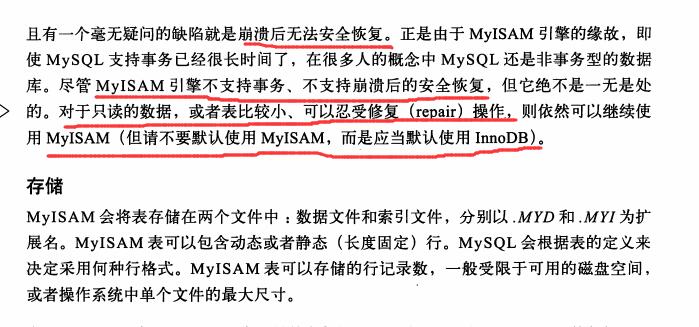 且有一个毫无疑问的缺陷就是崩溃后无法安全恢复。正是由于 MyISAM 引擎的缘故，即
使 MySQL 支持事务已经很长时间了，在很多人的概念中 MySQL 还是非事务型的数据
库。尽管 MyISAM 引擎不支持事务、不支持崩溃后的安全恢复，但它绝不是一无是处
的。对于只读的数据，或者表比较小、可以忍受修复（repair）操作，则依然可以继续使
用 MyISAM（但请不要默认使用 MyISAM，而是应当默认使用 InnoDB）。
存储
MyISAM 会将表存储在两个文件中：数据文件和索引文件，分别以 .MYD 和 .MYI 为扩
展名。MyISAM 表可以包含动态或者静态（长度固定）行。MySQL 会根据表的定义来
决定采用何种行格式。MyISAM 表可以存储的行记录数，一般受限于可用的磁盘空间，
或者操作系统中单个文件的最大尺寸。